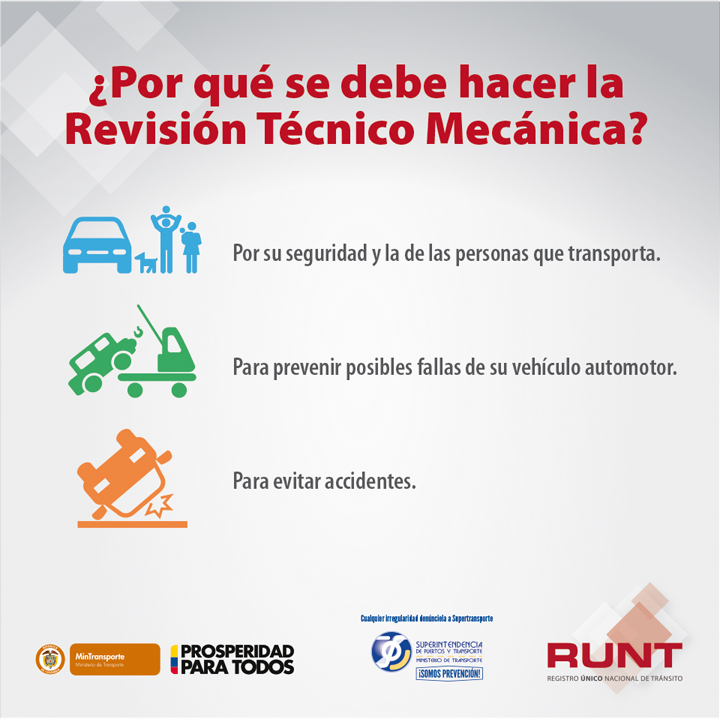 ¿Por qué se debe hacer la
Revisión Técnico Mecánica?
Por su seguridad y la de las personas que transporta.
Para prevenir posibles fallas de su vehículo automotor.
Para evitar accidentes.
Cualquier irregularidad denúnciela a Supertransporte
MinTransporte
Ministerio de Transporte
PROSPERIDAD
PARA TODOS
SUPERINTENDENCIA
DE PUERTOS Y TRANSPORTE
MINISTERIO DE TRANSPORTE
¡SOMOS PREVENCIÓN!
RUNT
REGISTRO ÚNICO NACIONAL DE TRÁNSITO